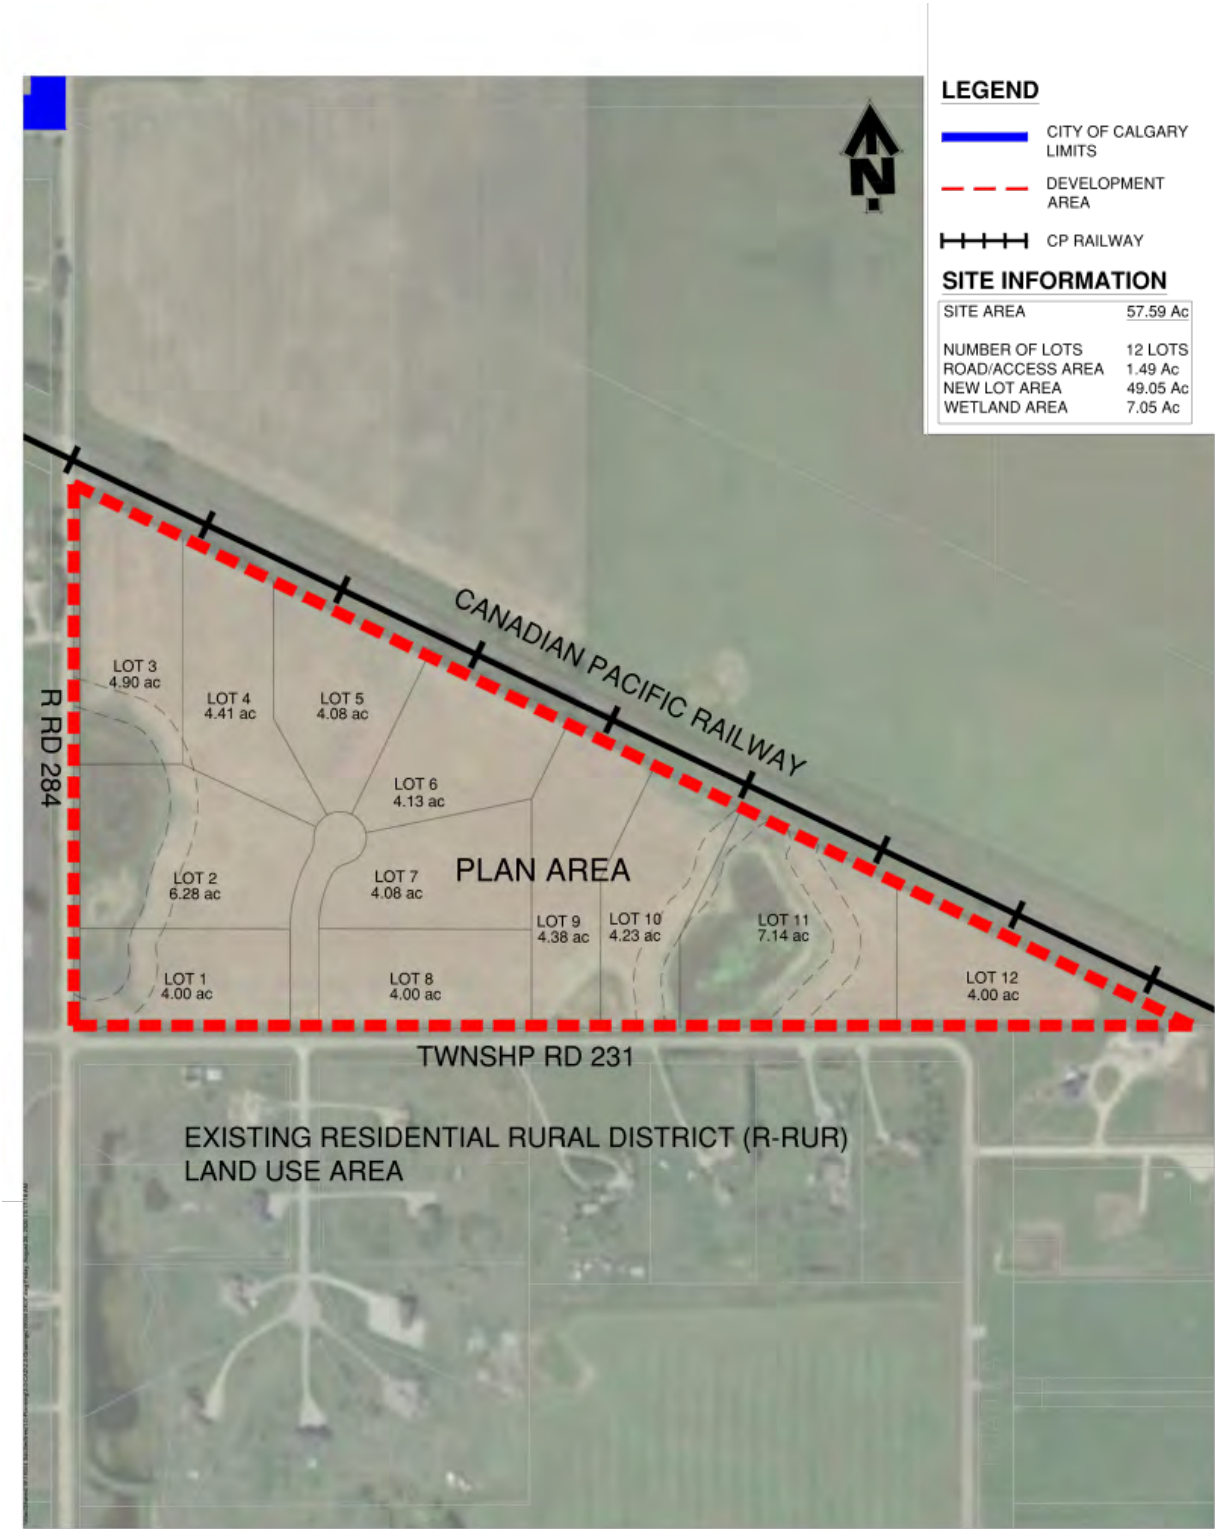 LEGEND
CITY OF CALGARY
LIMITS
DEVELOPMENT
AREA
CP RAILWAY
SITE INFORMATION
SITE AREA 57.59 Ac
NUMBER OF LOTS 12 LOTS
ROAD/ACCESS AREA 1.49 Ac
NEW LOT AREA 49.05 Ac
WETLAND AREA 7.05 Ac
N
CANADIAN PACIFIC RAILWAY
R RD 284
LOT 3
4.90 ac
LOT 4
4.41 ac
LOT 5
4.08 ac
LOT 6
4.13 ac
PLAN AREA
LOT 2
6.28 ac
LOT 7
4.08 ac
LOT 9
4.38 ac
LOT 10
4.23 ac
LOT 11
7.14 ac
LOT 1
4.00 ac
LOT 8
4.00 ac
LOT 12
4.00 ac
TWNSHP RD 231
EXISTING RESIDENTIAL RURAL DISTRICT (R-RUR)
LAND USE AREA